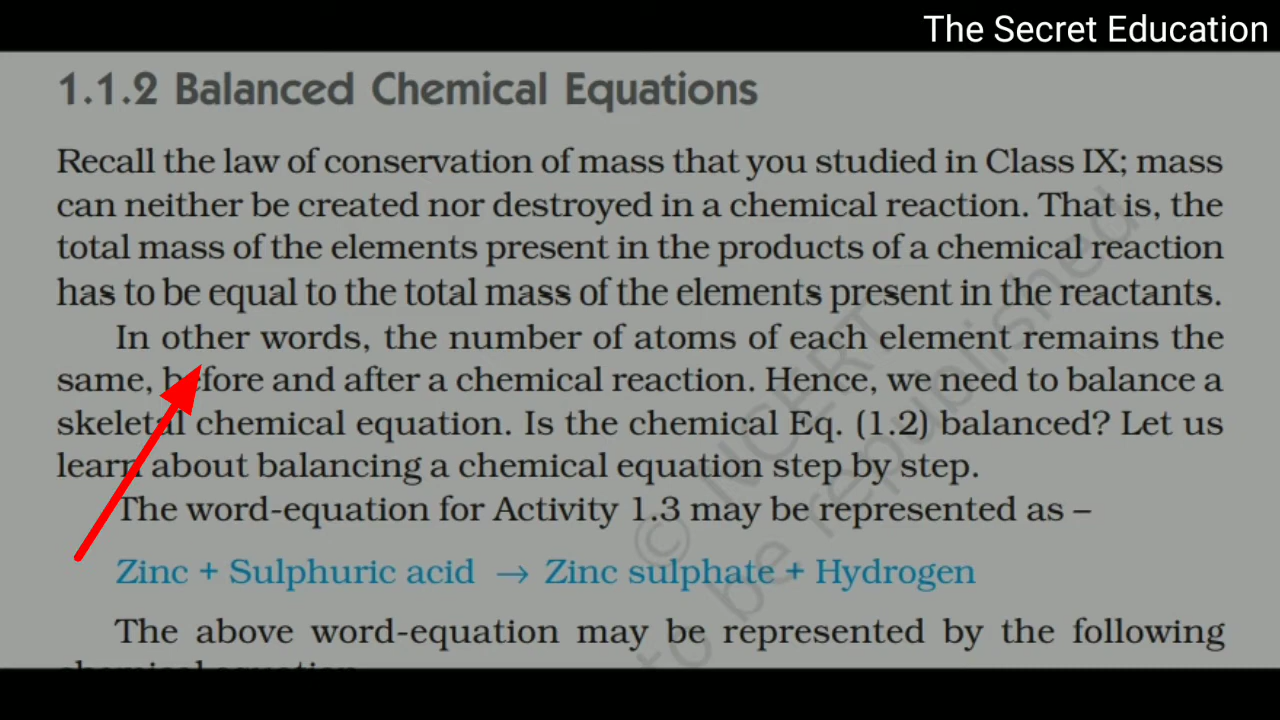 The Secret Education
1.1.2 Balanced Chemical Equations
Recall the law of conservation of mass that you studied in Class IX; mass
can neither be created nor destroyed in a chemical reaction. That is, the
total mass of the elements present in the products of a chemical reaction
has to be equal to the total mass of the elements present in the reactants.
In other words, the number of atoms of each element remains the
same, before and after a chemical reaction. Hence, we need to balance a
skeletal chemical equation. Is the chemical Eq. (1.2) balanced? Let us
learn about balancing a chemical equation step by step.
The word-equation for Activity 1.3 may be represented as –
Zinc + Sulphuric acid → Zinc sulphate + Hydrogen
The above word-equation may be represented by the following
chemical equation
© NCERT
to be republished